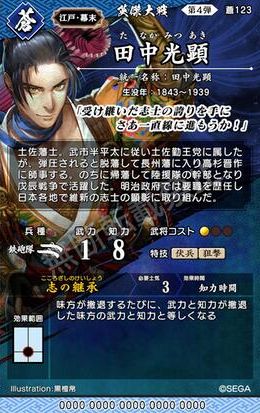 蒼
江戸・幕末
英傑大戦
第4弾
蒼123
た なか みつ あき
田中光顕
統一名称：田中光顕
生没年：1843～1939
「受け継いだ志士の誇りを手に
さあ一直線に進もうか！」
土佐藩士。武市半平太に従い土佐勤王党に属した
が、弾圧されると脱藩して長州藩に入り高杉晋作
に師事する。のちに帰藩して陸援隊の幹部となり
戊辰戦争で活躍した。明治政府では要職を歴任し
日本各地で維新の志士の顕彰に取り組んだ。
兵種 武力 知力 武将コスト
鉄砲隊 1 8
特技 伏兵 狙撃
こころざしのけいしょう
志の継承
必要士気 3
効果時間 知力時間
効果範囲
味方が撤退するたびに、武力と知力が撤退
した味方の武力と知力と等しくなる
Illustration:黒檀帛
©SEGA
0000-0000-0000-0000-0000